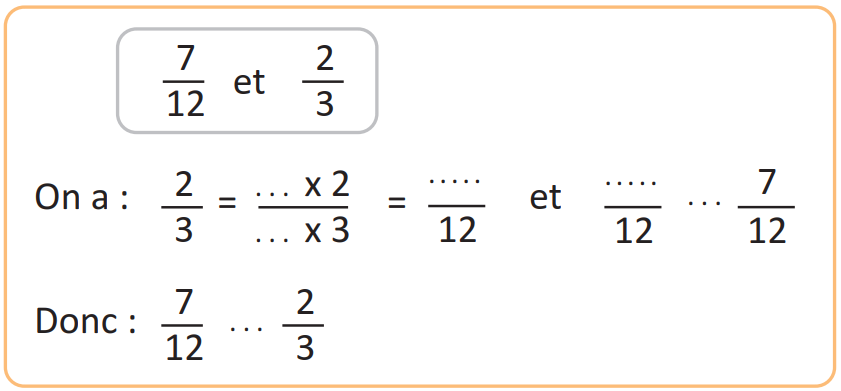 7/12 et 2/3
On a : 2/3 = ... x 2/... x 3 = ...../12 et ...../12 ... 7/12
Donc : 7/12 ... 2/3